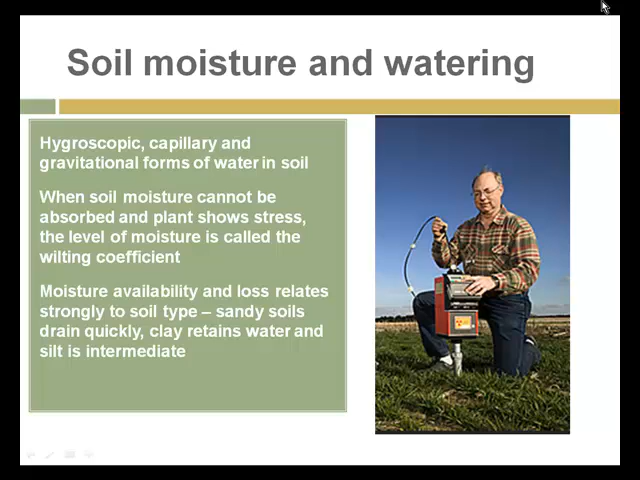 Soil moisture and watering
Hygroscopic, capillary and
gravitational forms of water in soil
When soil moisture cannot be
absorbed and plant shows stress,
the level of moisture is called the
wilting coefficient
Moisture availability and loss relates
strongly to soil type – sandy soils
drain quickly, clay retains water and
silt is intermediate